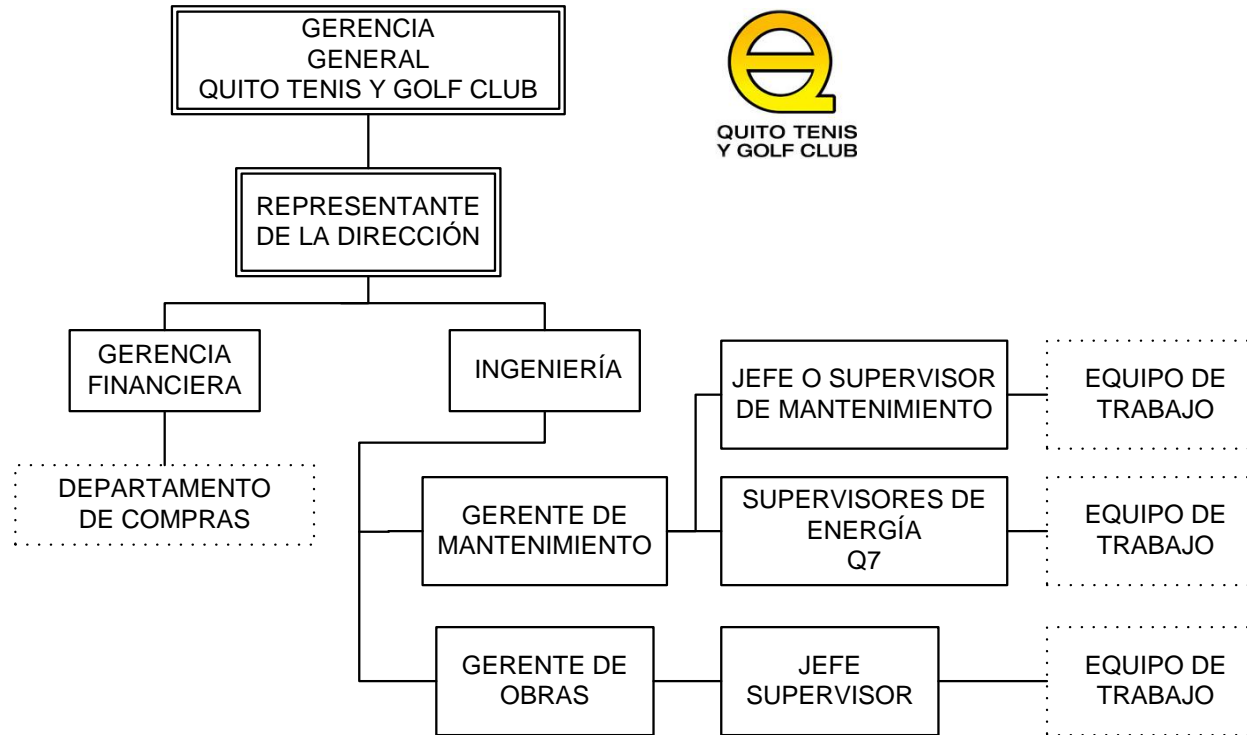 GERENCIA
GENERAL
QUITO TENIS Y GOLF CLUB
QUITO TENIS
Y GOLF CLUB
REPRESENTANTE
DE LA DIRECCIÓN
GERENCIA
FINANCIERA
INGENIERÍA
JEFE O SUPERVISOR
DE MANTENIMIENTO
EQUIPO DE
TRABAJO
DEPARTAMENTO
DE COMPRAS
GERENTE DE
MANTENIMIENTO
SUPERVISORES DE
ENERGÍA
Q7
EQUIPO DE
TRABAJO
GERENTE DE
OBRAS
JEFE
SUPERVISOR
EQUIPO DE
TRABAJO